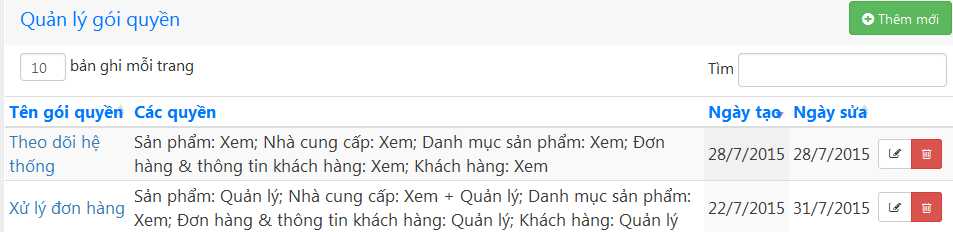 Quản lý gói quyền
Thêm mới
10 bản ghi mỗi trang
Tìm
Tên gói quyền Các quyền Ngày tạo Ngày sửa
Theo dõi hệ thống
Sản phẩm: Xem; Nhà cung cấp: Xem; Danh mục sản phẩm: Xem; Đơn
hàng & thông tin khách hàng: Xem; Khách hàng: Xem
28/7/2015 28/7/2015
Xử lý đơn hàng
Sản phẩm: Quản lý; Nhà cung cấp: Xem + Quản lý; Danh mục sản phẩm:
Xem; Đơn hàng & thông tin khách hàng: Quản lý; Khách hàng: Quản lý
22/7/2015 31/7/2015